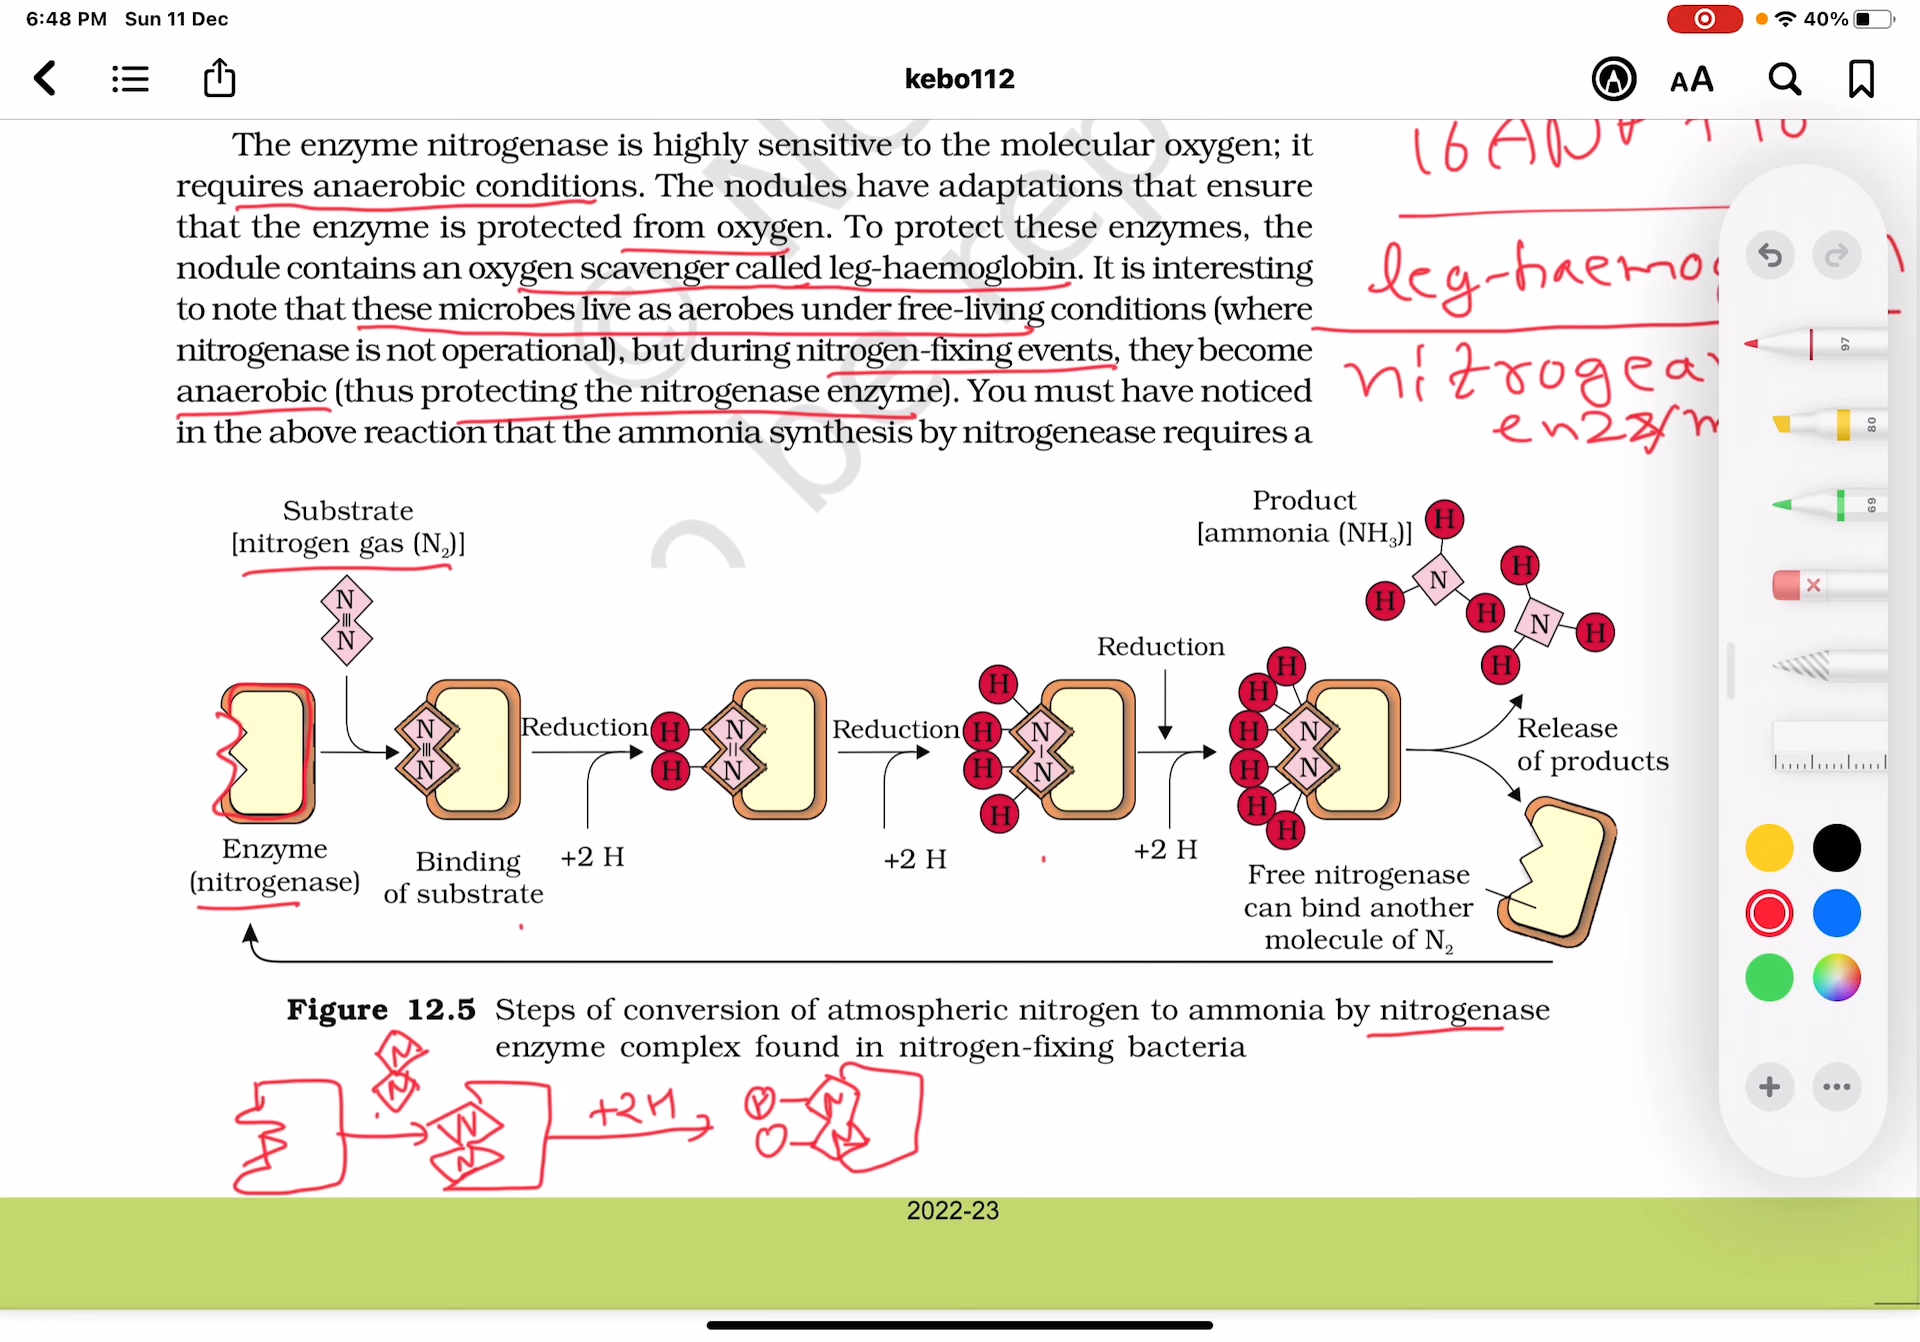 6:48 PM Sun 11 Dec
40%
kebo112
The enzyme nitrogenase is highly sensitive to the molecular oxygen; it
requires anaerobic conditions. The nodules have adaptations that ensure
that the enzyme is protected from oxygen. To protect these enzymes, the
nodule contains an oxygen scavenger called leg-haemoglobin. It is interesting
to note that these microbes live as aerobes under free-living conditions (where
nitrogenase is not operational), but during nitrogen-fixing events, they become
anaerobic (thus protecting the nitrogenase enzyme). You must have noticed
in the above reaction that the ammonia synthesis by nitrogenease requires a
leg-haemo
Substrate
[nitrogen gas (N₂)]
N
N
Product
[ammonia (NH₃)]
H
N
H
H
H
N
H
H
Reduction
N
N
Reduction
H
H
N
N
Reduction
H
H
H
H
N
N
H
H
H
H
H
H
N
N
Release
of products
Enzyme
(nitrogenase)
Binding
of substrate
+2 H
+2 H
+2 H
Free nitrogenase
can bind another
molecule of N₂
Figure 12.5 Steps of conversion of atmospheric nitrogen to ammonia by nitrogenase
enzyme complex found in nitrogen-fixing bacteria
N
N
N
N
+2H
N
N
2022-23
97
80
69
AA